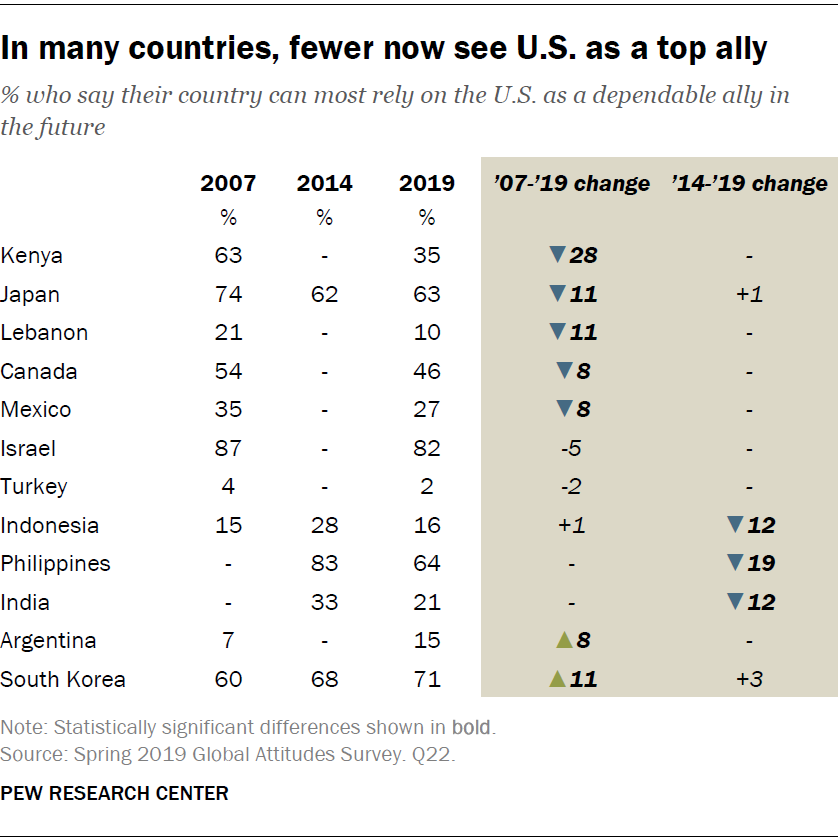 In many countries, fewer now see U.S. as a top ally
% who say their country can most rely on the U.S. as a dependable ally in
the future
2007 2014 2019 ’07-’19 change ’14-’19 change
% % %
Kenya 63 - 35 ▼28 -
Japan 74 62 63 ▼11 +1
Lebanon 21 - 10 ▼11 -
Canada 54 - 46 ▼8 -
Mexico 35 - 27 ▼8 -
Israel 87 - 82 -5 -
Turkey 4 - 2 -2 -
Indonesia 15 28 16 +1 ▼12
Philippines - 83 64 - ▼19
India - 33 21 - ▼12
Argentina 7 - 15 ▲8 -
South Korea 60 68 71 ▲11 +3
Note: Statistically significant differences shown in bold.
Source: Spring 2019 Global Attitudes Survey. Q22.
PEW RESEARCH CENTER